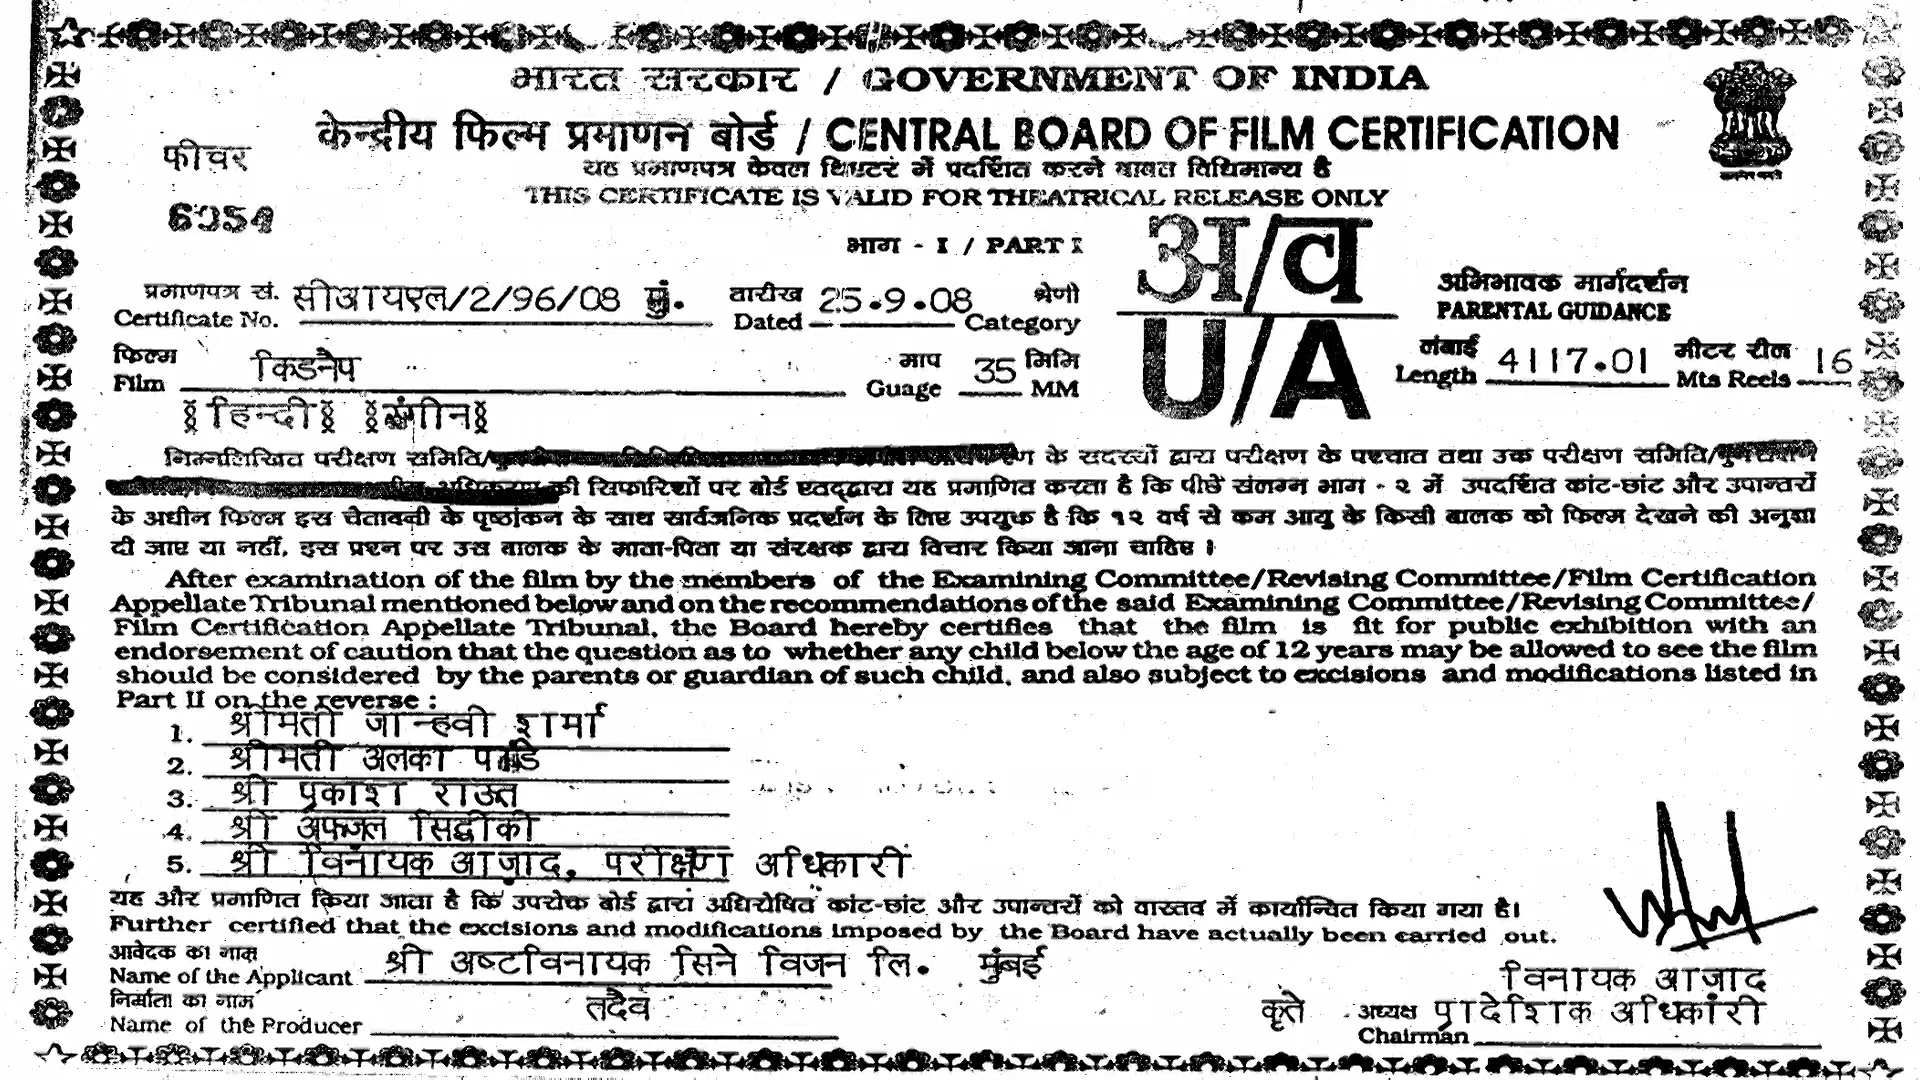 भारत सरकार / GOVERNMENT OF INDIA
केन्द्रीय फिल्म प्रमाणन बोर्ड / CENTRAL BOARD OF FILM CERTIFICATION
फीचर
यह प्रमाणपत्र केवल थिएटर में प्रदर्शित करने बाबत विधिमान्य है
THIS CERTIFICATE IS VALID FOR THEATRICAL RELEASE ONLY
6054
भाग - I / PART I
अ/व
U/A
प्रमाणपत्र सं. सीआयएल/2/96/08 मुं. तारीख 25.9.08 श्रेणी
Certificate No. Dated Category
अभिभावक मार्गदर्शन
PARENTAL GUIDANCE
फिल्म किडनैप माप 35 मिमि
Film Guage MM
लंबाई 4117.01 मीटर रील 16
Length Mts Reels
हिन्दी रंगीन
निम्नलिखित परीक्षण समिति/ के सदस्यों द्वारा परीक्षण के पश्चात तथा उक्त परीक्षण समिति/
की सिफारिशों पर बोर्ड एतद्द्वारा यह प्रमाणित करता है कि पीछे संलग्न भाग - २ में उपदर्शित कांट-छांट और उपान्तरों
के अधीन फिल्म इस चेतावनी के पृष्ठांकन के साथ सार्वजनिक प्रदर्शन के लिए उपयुक्त है कि १२ वर्ष से कम आयु के किसी बालक को फिल्म देखने की अनुज्ञा
दी जाए या नहीं, इस प्रश्न पर उस बालक के माता-पिता या संरक्षक द्वारा विचार किया जाना चाहिए ।
After examination of the film by the members of the Examining Committee/Revising Committee/Film Certification
Appellate Tribunal mentioned below and on the recommendations of the said Examining Committee/Revising Committee/
Film Certification Appellate Tribunal, the Board hereby certifies that the film is fit for public exhibition with an
endorsement of caution that the question as to whether any child below the age of 12 years may be allowed to see the film
should be considered by the parents or guardian of such child, and also subject to excisions and modifications listed in
Part II on the reverse :
1. श्रीमती जान्हवी शर्मा
2. श्रीमती अलका
3. श्री प्रकाश राऊत
4. श्री अफजल सिद्दीकी
5. श्री विनायक आजाद, परीक्षण अधिकारी
यह और प्रमाणित किया जाता है कि उपरोक्त बोर्ड द्वारा अधिरोपित कांट-छांट और उपान्तरों को वास्तव में कार्यान्वित किया गया है।
Further certified that the excisions and modifications imposed by the Board have actually been carried out.
आवेदक का नाम श्री अष्टविनायक सिने विजन लि. मुंबई
Name of the Applicant
निर्माता का नाम तदैव
Name of the Producer
विनायक आजाद
कृते अध्यक्ष प्रादेशिक अधिकारी
Chairman